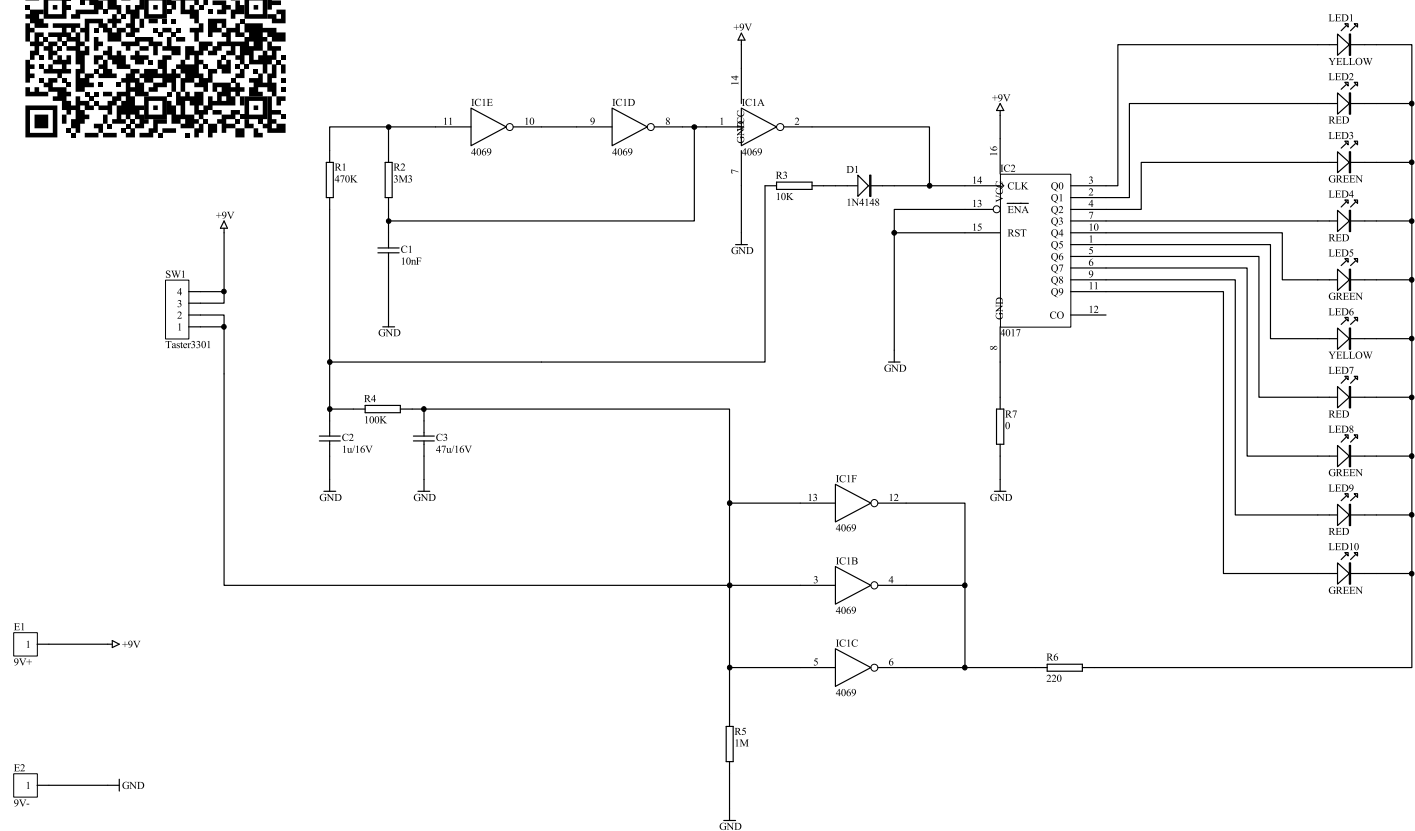 LED1
YELLOW
LED2
RED
LED3
GREEN
LED4
RED
LED5
GREEN
LED6
YELLOW
LED7
RED
LED8
GREEN
LED9
RED
LED10
GREEN
+9V
14
IC1E
11
10
4069
IC1D
9
8
4069
IC1A
1
VCC
GND
2
4069
7
GND
R1
470K
R2
3M3
C1
10nF
GND
R3
10K
D1
1N4148
+9V
16
IC2
VCC
14
CLK
13
ENA
15
RST
GND
4017
8
Q0
3
Q1
2
Q2
4
Q3
7
Q4
10
Q5
1
Q6
5
Q7
6
Q8
9
Q9
11
CO
12
GND
R7
0
GND
+9V
SW1
4
3
2
1
Taster3301
R4
100K
C2
1u/16V
GND
C3
47u/16V
GND
IC1F
13
12
4069
IC1B
3
4
4069
IC1C
5
6
4069
R6
220
R5
1M
GND
E1
1
+9V
9V+
E2
1
GND
9V-